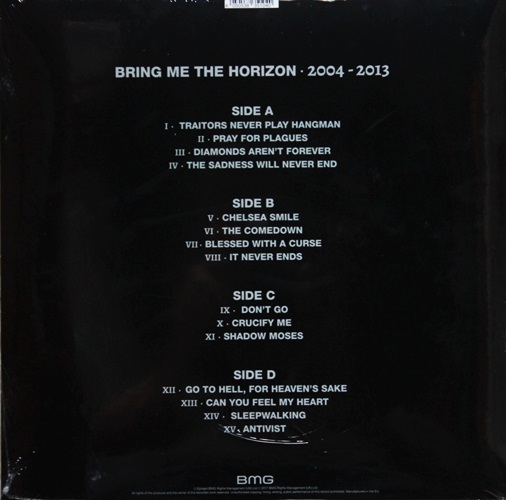 BRING ME THE HORIZON · 2004 - 2013
SIDE A
I · TRAITORS NEVER PLAY HANGMAN
II · PRAY FOR PLAGUES
III · DIAMONDS AREN'T FOREVER
IV · THE SADNESS WILL NEVER END
SIDE B
V · CHELSEA SMILE
VI · THE COMEDOWN
VII · BLESSED WITH A CURSE
VIII · IT NEVER ENDS
SIDE C
IX · DON'T GO
X · CRUCIFY ME
XI · SHADOW MOSES
SIDE D
XII · GO TO HELL, FOR HEAVEN'S SAKE
XIII · CAN YOU FEEL MY HEART
XIV · SLEEPWALKING
XV · ANTIVIST
BMG